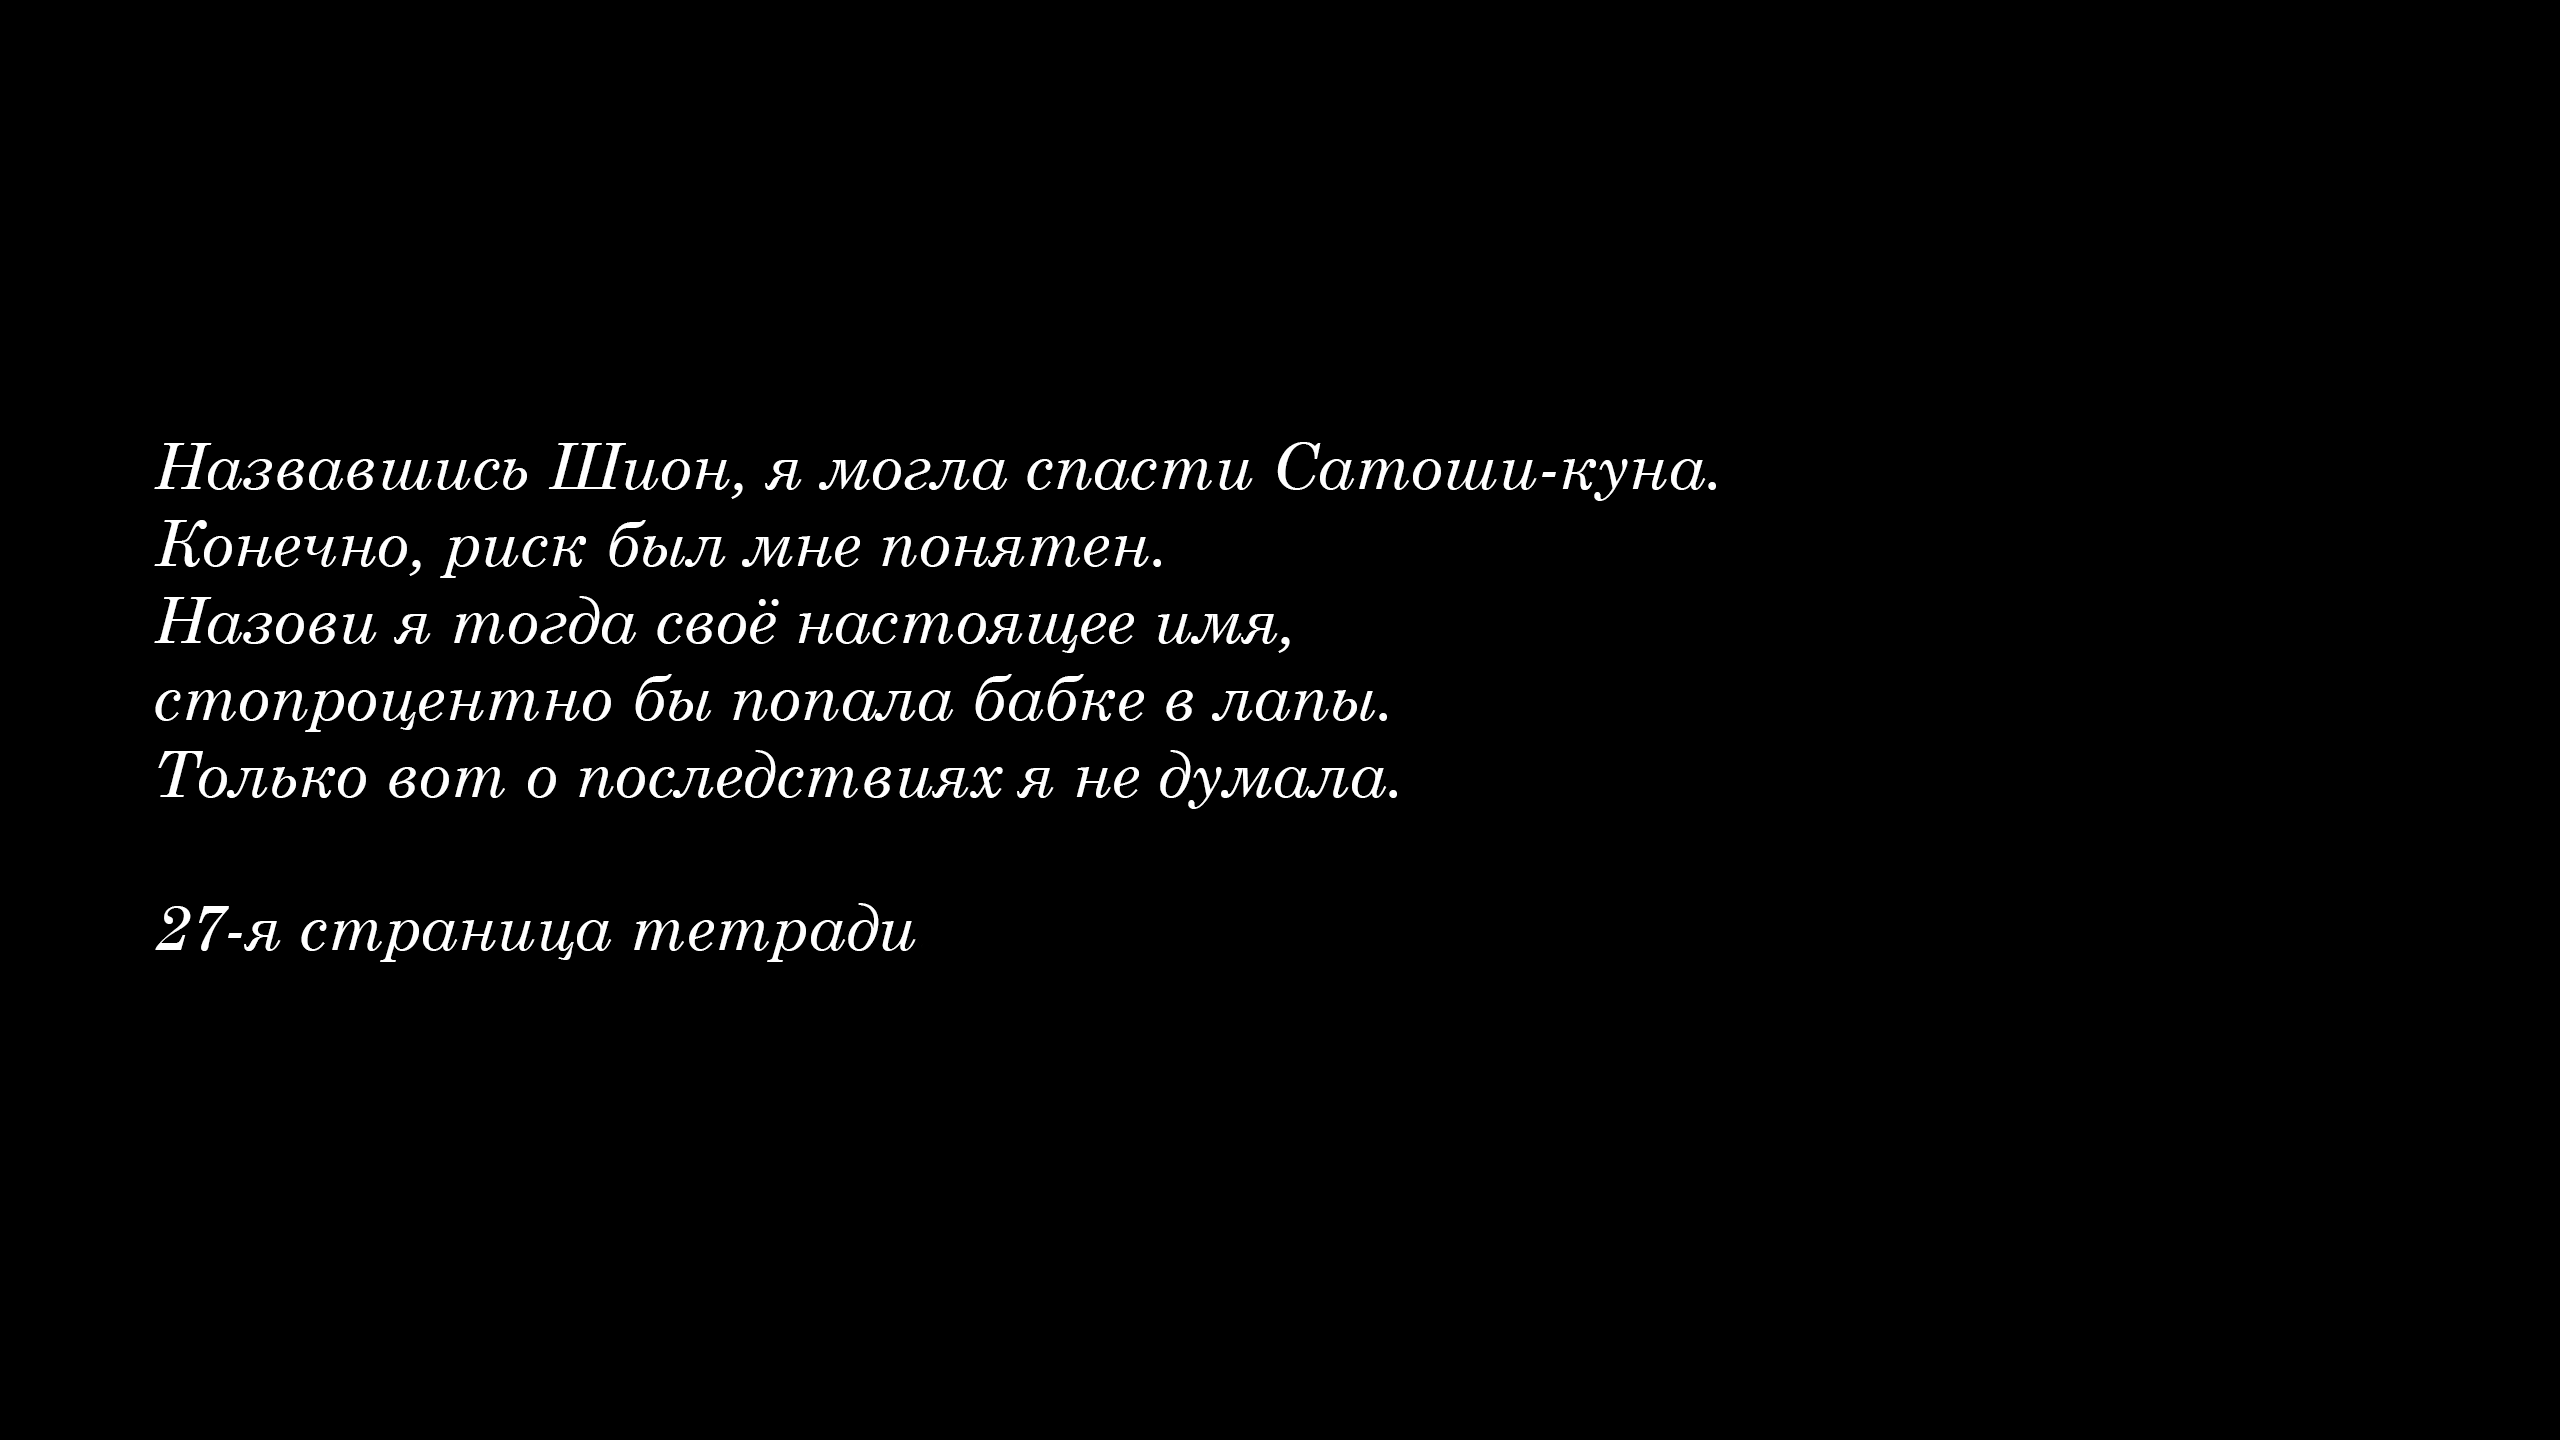 Назвавшись Шион, я могла спасти Сатоши-куна.
Конечно, риск был мне понятен.
Назови я тогда своё настоящее имя,
стопроцентно бы попала бабке в лапы.
Только вот о последствиях я не думала.
27-я страница тетради